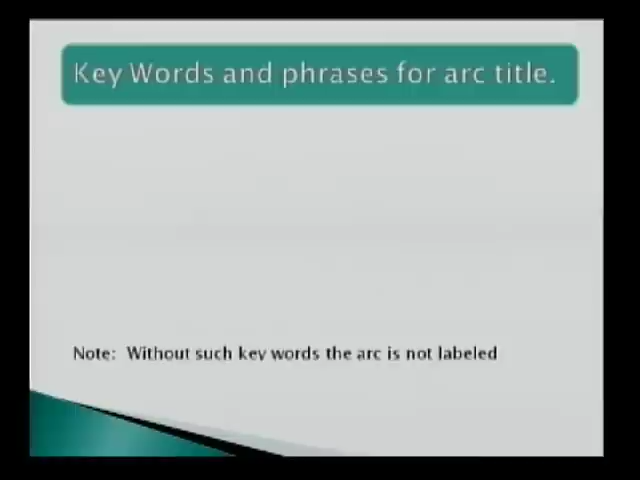 Key Words and phrases for arc title.
Note:  Without such key words the arc is not labeled